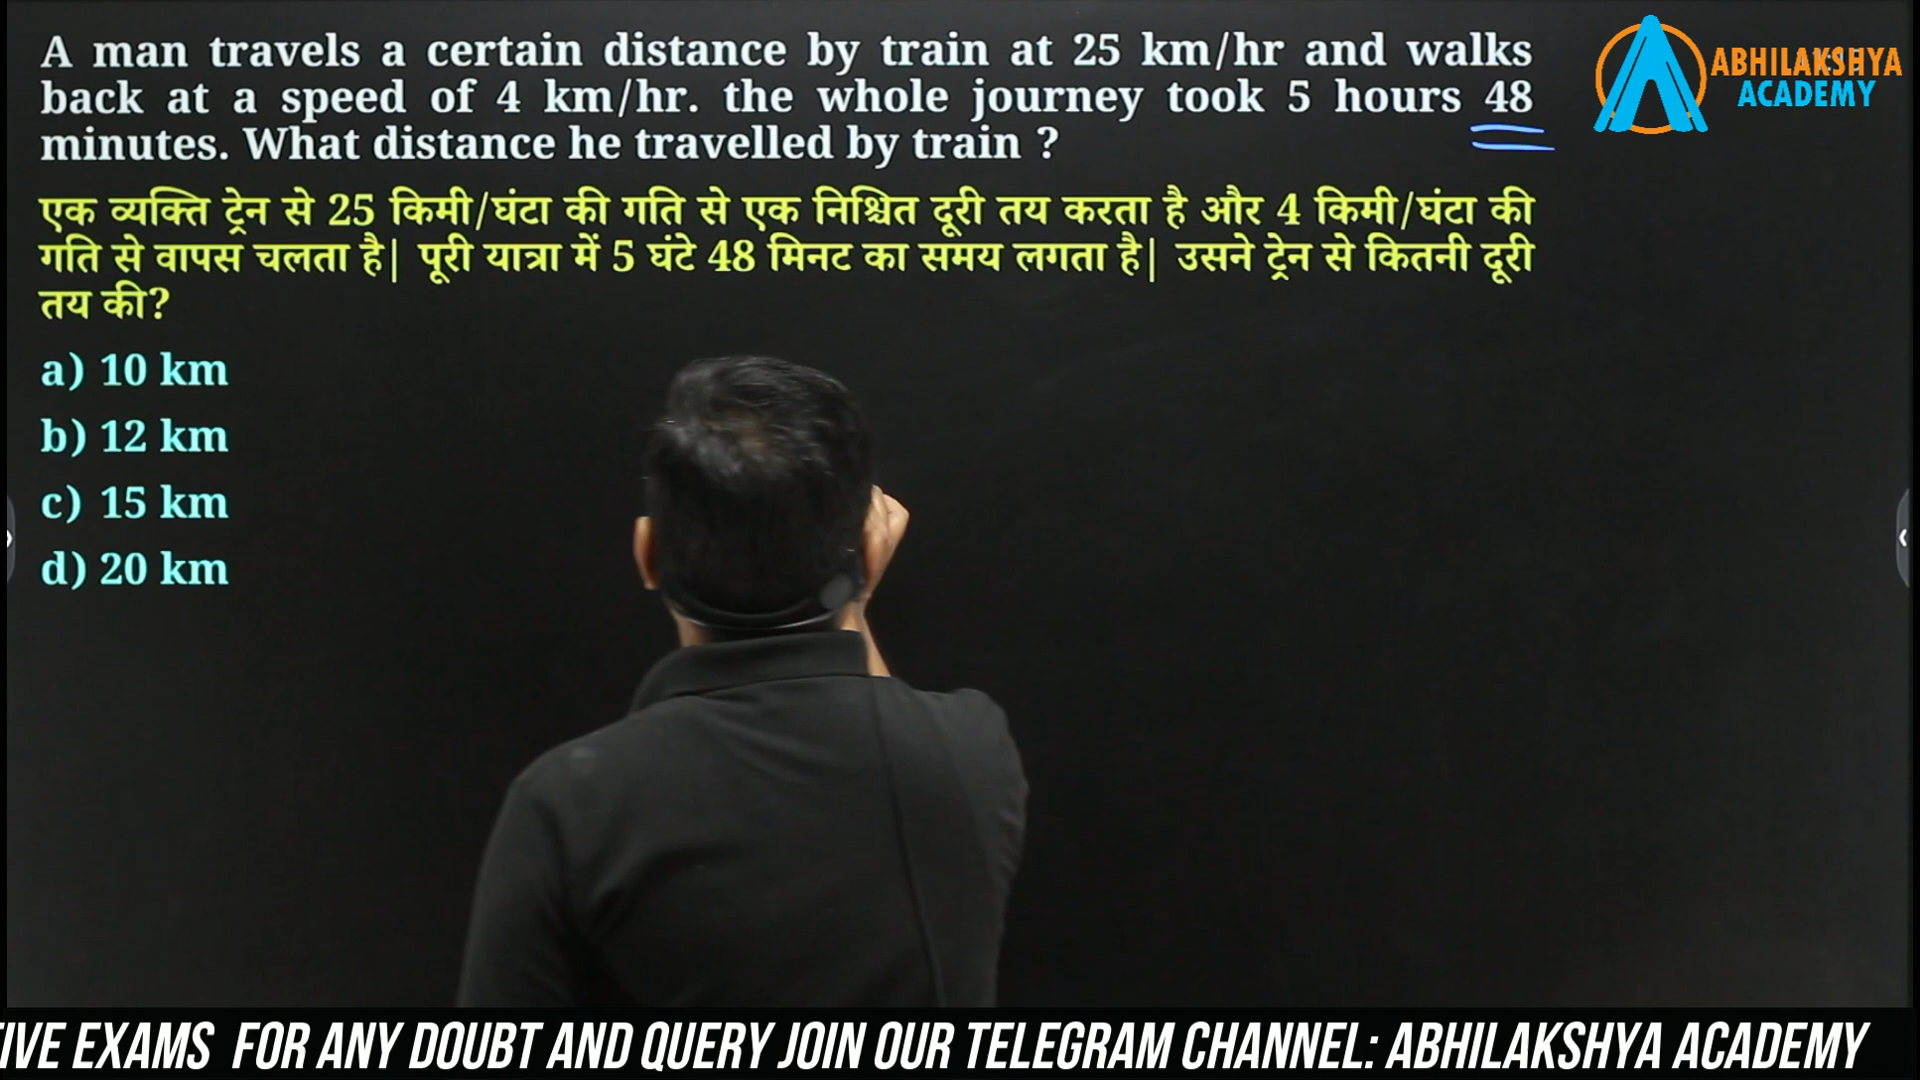 A man travels a certain distance by train at 25 km/hr and walks
back at a speed of 4 km/hr. the whole journey took 5 hours 48
minutes. What distance he travelled by train ?
एक व्यक्ति ट्रेन से 25 किमी/घंटा की गति से एक निश्चित दूरी तय करता है और 4 किमी/घंटा की
गति से वापस चलता है| पूरी यात्रा में 5 घंटे 48 मिनट का समय लगता है| उसने ट्रेन से कितनी दूरी
तय की?
a) 10 km
b) 12 km
c) 15 km
d) 20 km
ABHILAKSHYA
ACADEMY
EXAMS FOR ANY DOUBT AND QUERY JOIN OUR TELEGRAM CHANNEL: ABHILAKSHYA ACADEMY